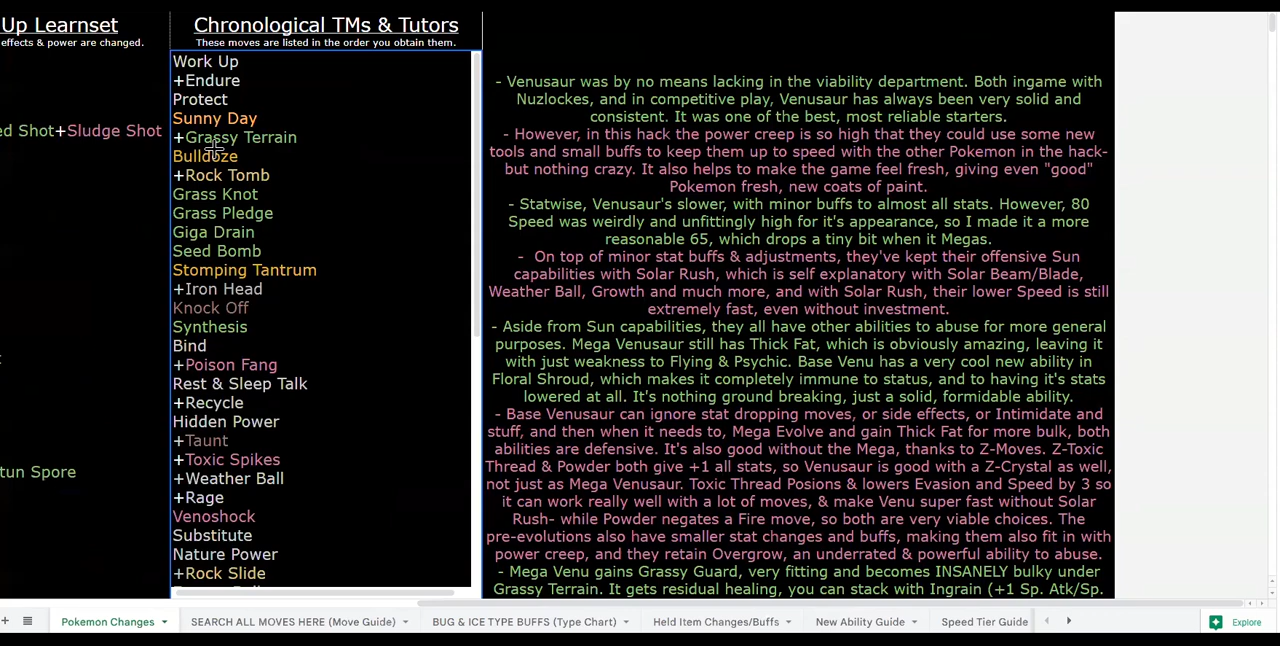 Up Learnset
effects & power are changed.
Chronological TMs & Tutors
These moves are listed in the order you obtain them.
ed Shot+Sludge Shot
tun Spore
Work Up
+Endure
Protect
Sunny Day
+Grassy Terrain
Bulldoze
+Rock Tomb
Grass Knot
Grass Pledge
Giga Drain
Seed Bomb
Stomping Tantrum
+Iron Head
Knock Off
Synthesis
Bind
+Poison Fang
Rest & Sleep Talk
+Recycle
Hidden Power
+Taunt
+Toxic Spikes
+Weather Ball
+Rage
Venoshock
Substitute
Nature Power
+Rock Slide
- Venusaur was by no means lacking in the viability department. Both ingame with
Nuzlockes, and in competitive play, Venusaur has always been very solid and
consistent. It was one of the best, most reliable starters.
- However, in this hack the power creep is so high that they could use some new
tools and small buffs to keep them up to speed with the other Pokemon in the hack-
but nothing crazy. It also helps to make the game feel fresh, giving even "good"
Pokemon fresh, new coats of paint.
- Statwise, Venusaur's slower, with minor buffs to almost all stats. However, 80
Speed was weirdly and unfittingly high for it's appearance, so I made it a more
reasonable 65, which drops a tiny bit when it Megas.
- On top of minor stat buffs & adjustments, they've kept their offensive Sun
capabilities with Solar Rush, which is self explanatory with Solar Beam/Blade,
Weather Ball, Growth and much more, and with Solar Rush, their lower Speed is still
extremely fast, even without investment.
- Aside from Sun capabilities, they all have other abilities to abuse for more general
purposes. Mega Venusaur still has Thick Fat, which is obviously amazing, leaving it
with just weakness to Flying & Psychic. Base Venu has a very cool new ability in
Floral Shroud, which makes it completely immune to status, and to having it's stats
lowered at all. It's nothing ground breaking, just a solid, formidable ability.
- Base Venusaur can ignore stat dropping moves, or side effects, or Intimidate and
stuff, and then when it needs to, Mega Evolve and gain Thick Fat for more bulk, both
abilities are defensive. It's also good without the Mega, thanks to Z-Moves. Z-Toxic
Thread & Powder both give +1 all stats, so Venusaur is good with a Z-Crystal as well,
not just as Mega Venusaur. Toxic Thread Posions & lowers Evasion and Speed by 3 so
it can work really well with a lot of moves, & make Venu super fast without Solar
Rush- while Powder negates a Fire move, so both are very viable choices. The
pre-evolutions also have smaller stat changes and buffs, making them also fit in with
power creep, and they retain Overgrow, an underrated & powerful ability to abuse.
- Mega Venu gains Grassy Guard, very fitting and becomes INSANELY bulky under
Grassy Terrain. It gets residual healing, you can stack with Ingrain (+1 Sp. Atk/Sp.
Pokemon Changes
SEARCH ALL MOVES HERE (Move Guide)
BUG & ICE TYPE BUFFS (Type Chart)
Held Item Changes/Buffs
New Ability Guide
Speed Tier Guide
Explore